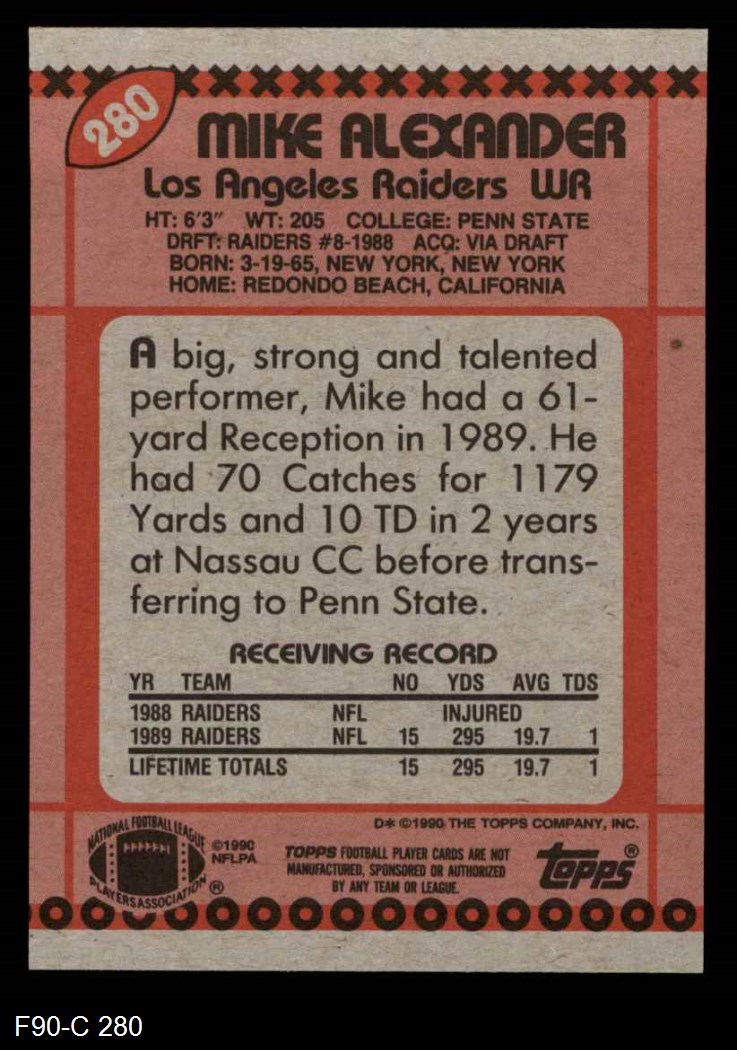 280
MIKE ALEXANDER
Los Angeles Raiders WR
HT: 6'3" WT: 205 COLLEGE: PENN STATE
DRFT: RAIDERS #8-1988 ACQ: VIA DRAFT
BORN: 3-19-65, NEW YORK, NEW YORK
HOME: REDONDO BEACH, CALIFORNIA
A big, strong and talented
performer, Mike had a 61-
yard Reception in 1989. He
had 70 Catches for 1179
Yards and 10 TD in 2 years
at Nassau CC before trans-
ferring to Penn State.
RECEIVING RECORD
YR TEAM NO YDS AVG TDS
1988 RAIDERS NFL INJURED
1989 RAIDERS NFL 15 295 19.7 1
LIFETIME TOTALS 15 295 19.7 1
D* ©1990 THE TOPPS COMPANY, INC.
NATIONAL FOOTBALL LEAGUE
PLAYERS ASSOCIATION ®
©1990
NFLPA
TOPPS FOOTBALL PLAYER CARDS ARE NOT
MANUFACTURED, SPONSORED OR AUTHORIZED
BY ANY TEAM OR LEAGUE.
topps®
F90-C 280